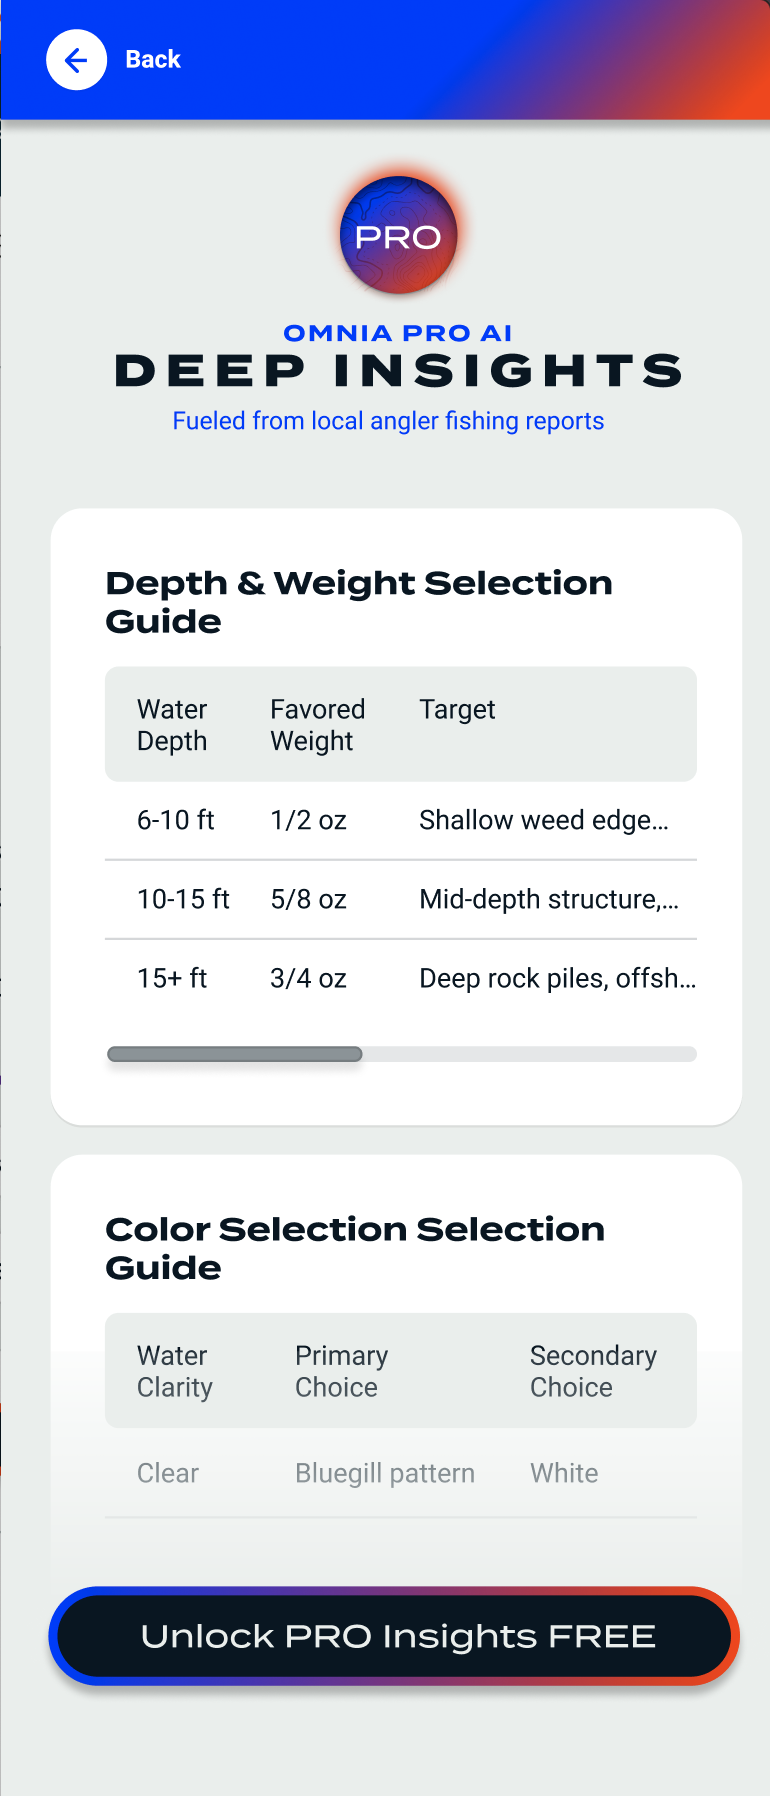 Back
PRO
OMNIA PRO AI
DEEP INSIGHTS
Fueled from local angler fishing reports
Depth & Weight Selection
Guide
Water Favored Target
Depth Weight
6-10 ft 1/2 oz Shallow weed edge...
10-15 ft 5/8 oz Mid-depth structure,...
15+ ft 3/4 oz Deep rock piles, offsh...
Color Selection Selection
Guide
Water Primary Secondary
Clarity Choice Choice
Clear Bluegill pattern White
Unlock PRO Insights FREE